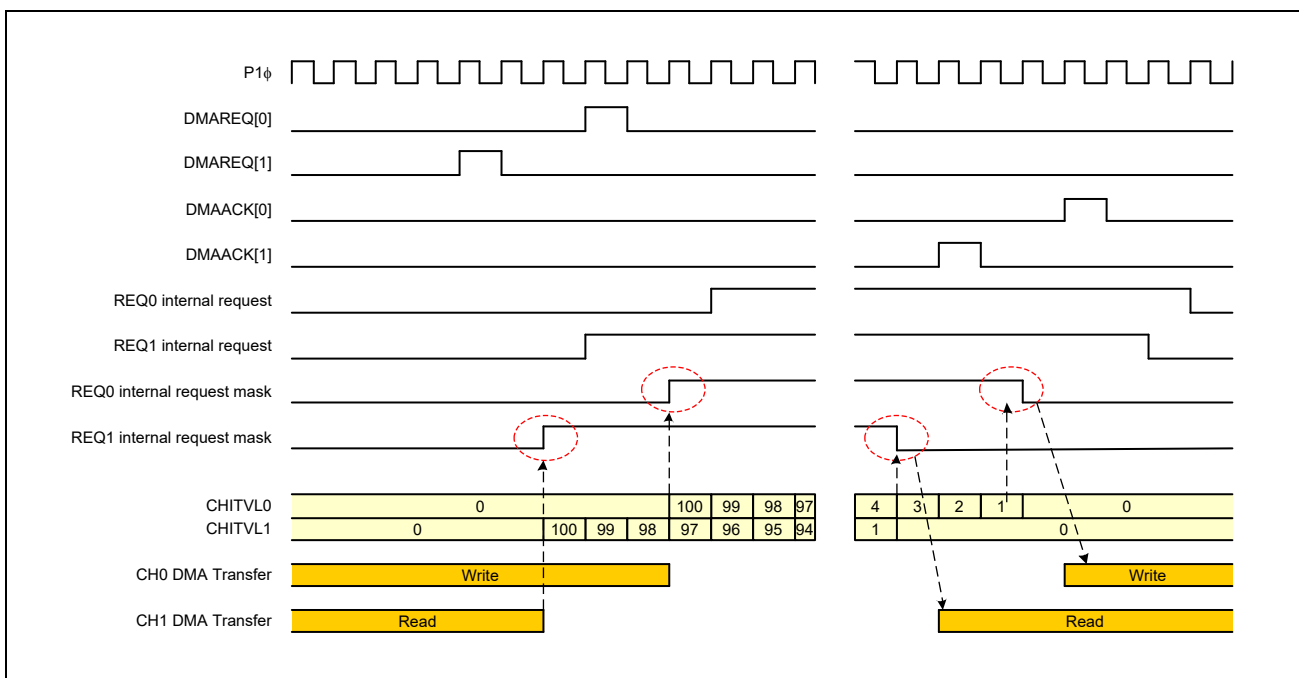 P1ϕ
DMAREQ[0]
DMAREQ[1]
DMAACK[0]
DMAACK[1]
REQ0 internal request
REQ1 internal request
REQ0 internal request mask
REQ1 internal request mask
CHITVL0 0 100 99 98 97 4 3 2 1 0
CHITVL1 0 100 99 98 97 96 95 94 1 0
CH0 DMA Transfer Write Write
CH1 DMA Transfer Read Read